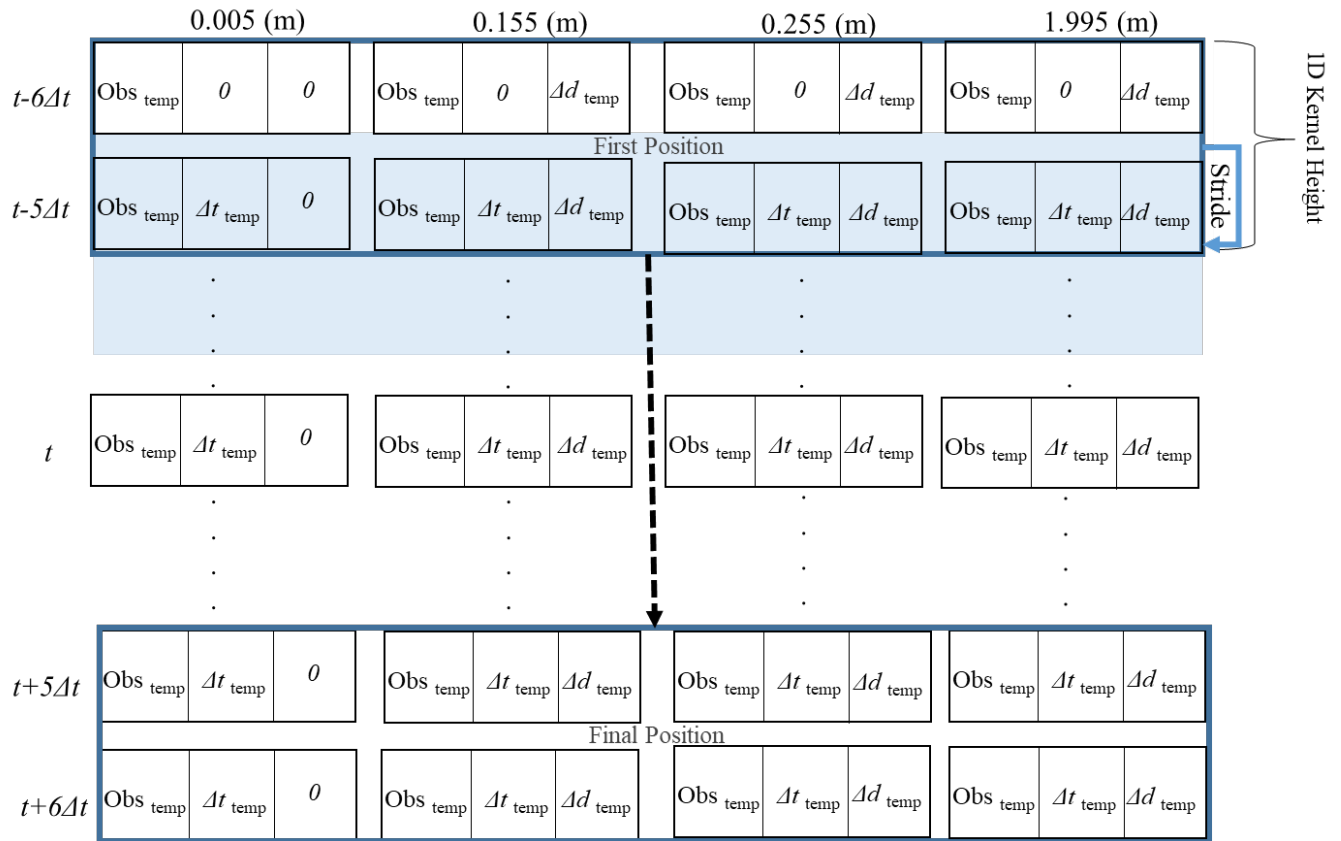 0.005 (m) 0.155 (m) 0.255 (m) 1.995 (m)
t-6Δt Obs temp 0 0 Obs temp 0 Δd temp Obs temp 0 Δd temp Obs temp 0 Δd temp
First Position
t-5Δt Obs temp Δt temp 0 Obs temp Δt temp Δd temp Obs temp Δt temp Δd temp Obs temp Δt temp Δd temp
Stride
1D Kernel Height
t Obs temp Δt temp 0 Obs temp Δt temp Δd temp Obs temp Δt temp Δd temp Obs temp Δt temp Δd temp
t+5Δt Obs temp Δt temp 0 Obs temp Δt temp Δd temp Obs temp Δt temp Δd temp Obs temp Δt temp Δd temp
Final Position
t+6Δt Obs temp Δt temp 0 Obs temp Δt temp Δd temp Obs temp Δt temp Δd temp Obs temp Δt temp Δd temp